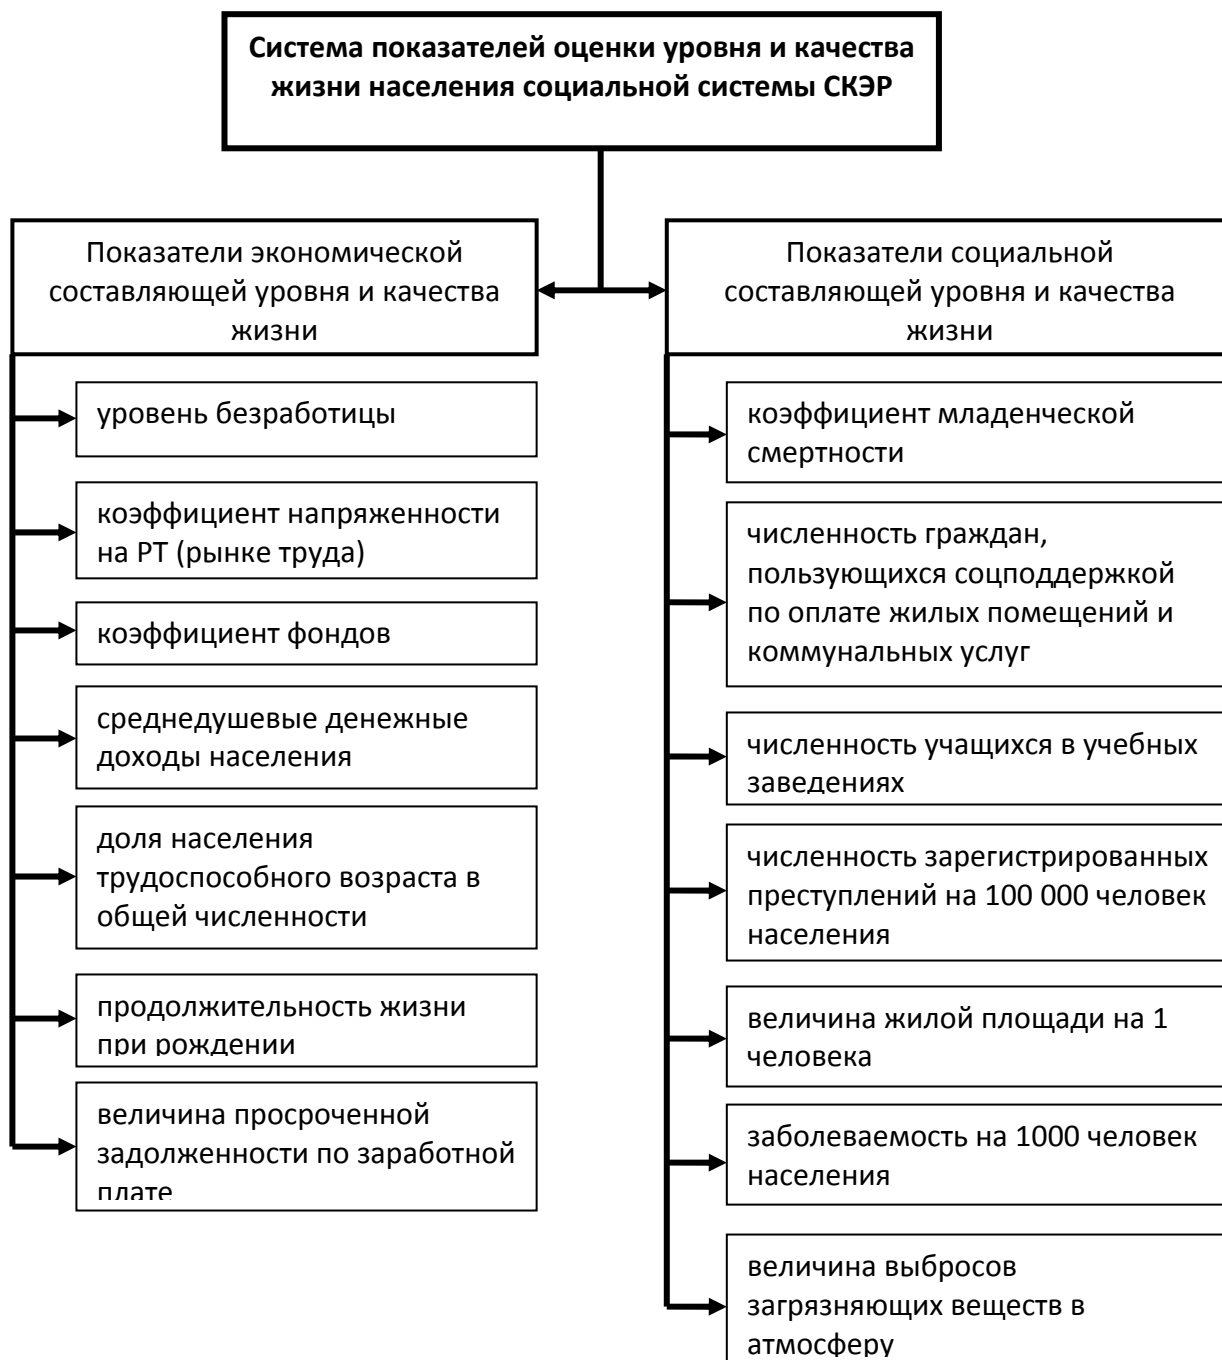 Система показателей оценки уровня и качества
жизни населения социальной системы СКЭР
Показатели экономической
составляющей уровня и качества
жизни
уровень безработицы
коэффициент напряженности
на РТ (рынке труда)
коэффициент фондов
среднедушевые денежные
доходы населения
доля населения
трудоспособного возраста в
общей численности
продолжительность жизни
при рождении
величина просроченной
задолженности по заработной
плате
Показатели социальной
составляющей уровня и качества
жизни
коэффициент младенческой
смертности
численность граждан,
пользующихся соцподдержкой
по оплате жилых помещений и
коммунальных услуг
численность учащихся в учебных
заведениях
численность зарегистрированных
преступлений на 100 000 человек
населения
величина жилой площади на 1
человека
заболеваемость на 1000 человек
населения
величина выбросов
загрязняющих веществ в
атмосферу